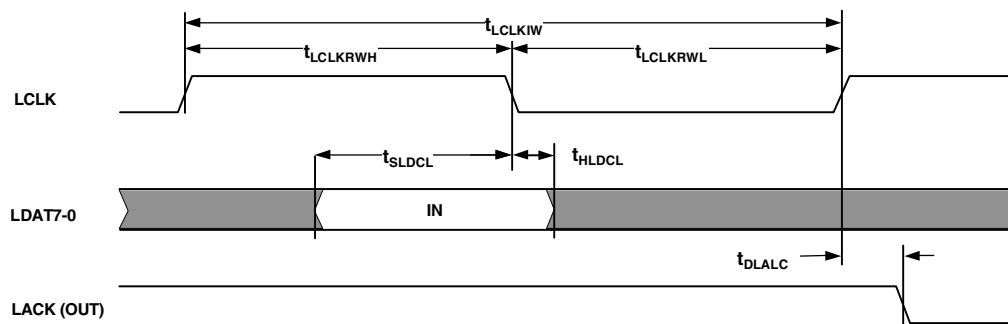 tLCLKIW
tLCLKRWH
tLCLKRWL
LCLK
tSLDCL
tHLDCL
LDAT7-0
IN
tDLALC
LACK (OUT)